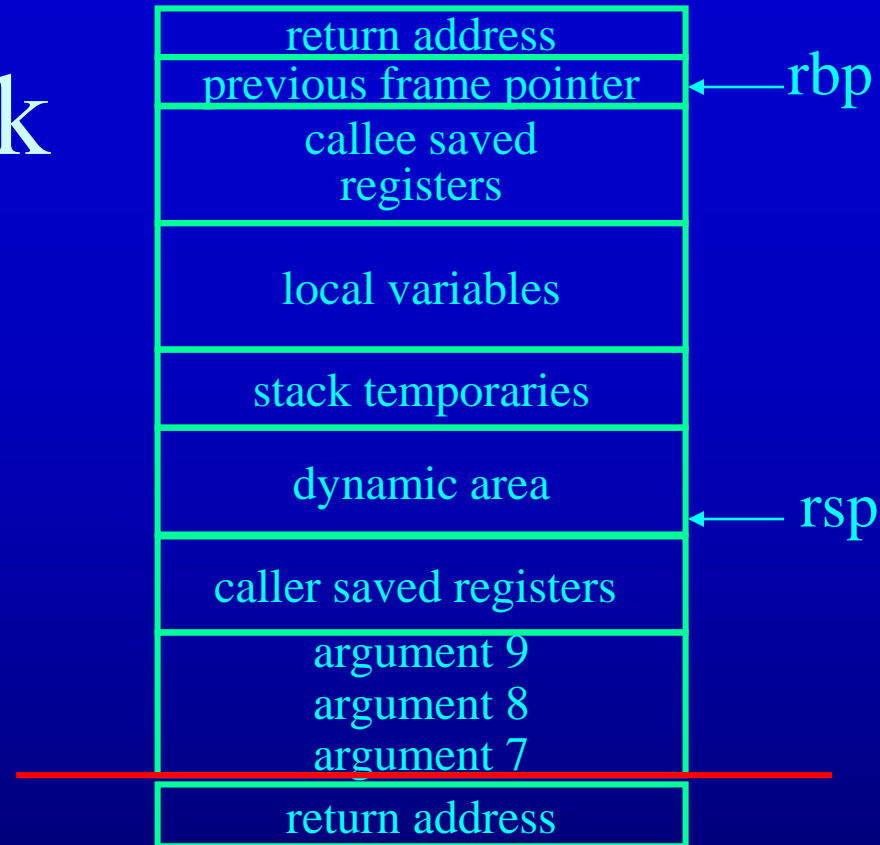 return address
previous frame pointer
rbp
k
callee saved
registers
local variables
stack temporaries
dynamic area
rsp
caller saved registers
argument 9
argument 8
argument 7
return address